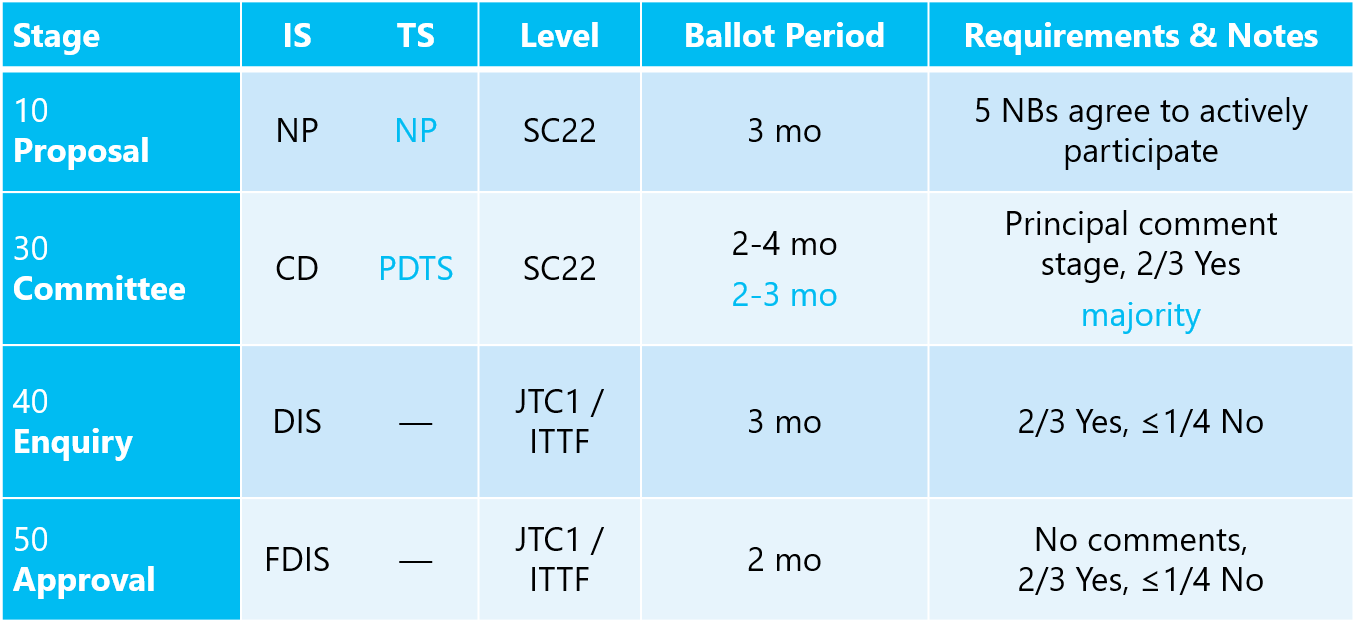 Stage IS TS Level Ballot Period Requirements & Notes
10
Proposal
NP NP SC22 3 mo
5 NBs agree to actively
participate
30
Committee
CD PDTS SC22
2-4 mo
2-3 mo
Principal comment
stage, 2/3 Yes
majority
40
Enquiry
DIS —
JTC1 /
ITTF
3 mo
2/3 Yes, ≤1/4 No
50
Approval
FDIS —
JTC1 /
ITTF
2 mo
No comments,
2/3 Yes, ≤1/4 No